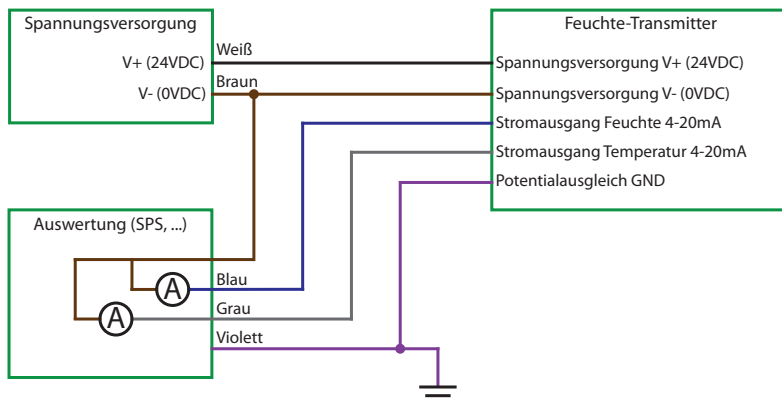 Spannungsversorgung
V+ (24VDC)
V- (0VDC)
Weiß
Braun
Feuchte-Transmitter
Spannungsversorgung V+ (24VDC)
Spannungsversorgung V- (0VDC)
Stromausgang Feuchte 4-20mA
Stromausgang Temperatur 4-20mA
Potentialausgleich GND
Auswertung (SPS, ...)
A
Blau
A
Grau
Violett